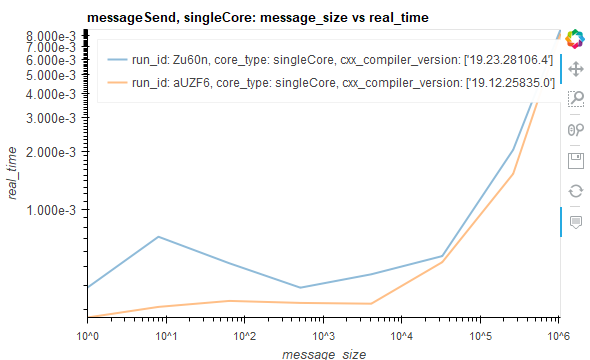 messageSend, singleCore: message_size vs real_time
8.000e-3
7.000e-3
6.000e-3
5.000e-3
4.000e-3
3.000e-3
2.000e-3
1.000e-3
real_time
run_id: Zu60n, core_type: singleCore, cxx_compiler_version: ['19.23.28106.4']
run_id: aUZF6, core_type: singleCore, cxx_compiler_version: ['19.12.25835.0']
10^0 10^1 10^2 10^3 10^4 10^5 10^6
message_size